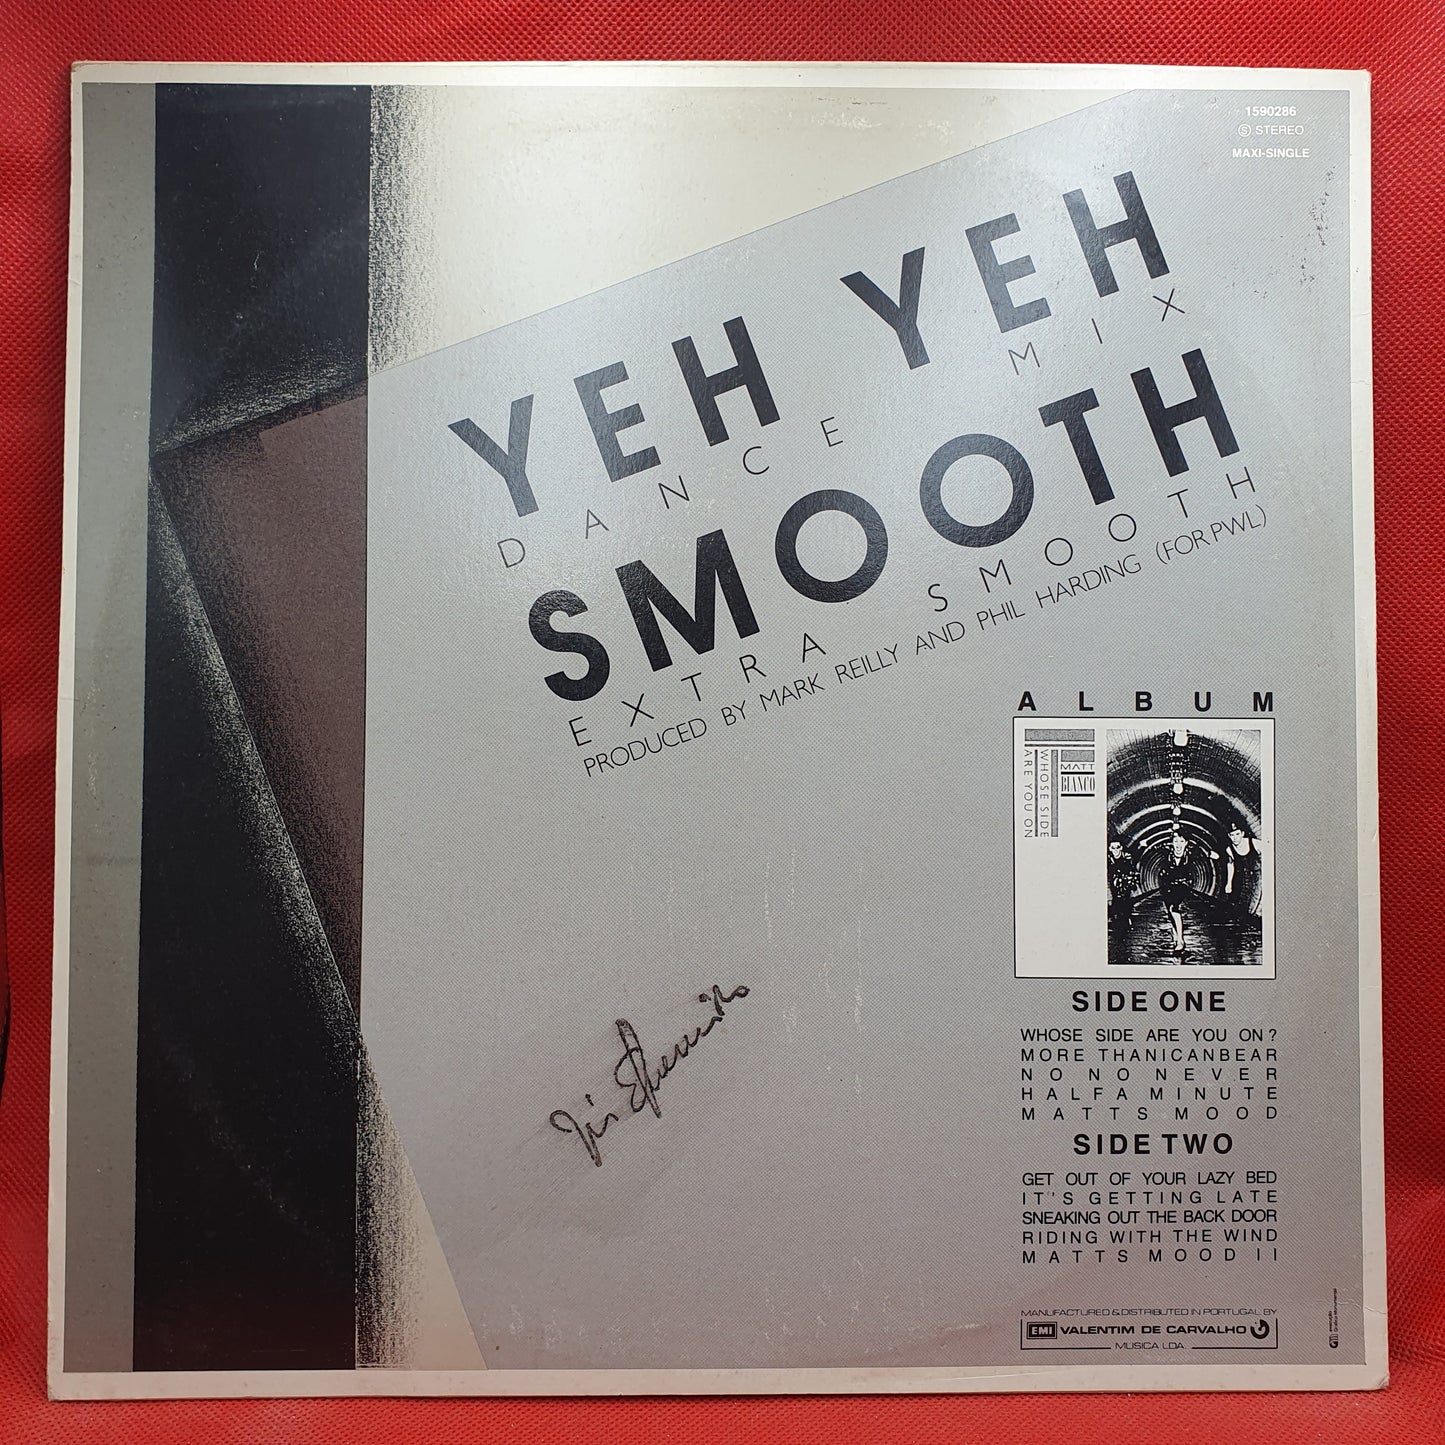 1590286
Ⓢ STEREO
MAXI-SINGLE
YEH YEH
DANCE MIX
SMOOTH
EXTRA SMOOTH
PRODUCED BY MARK REILLY AND PHIL HARDING (FOR PWL)
ALBUM
WHOSE SIDE
ARE YOU ON
MATT
BIANCO
SIDE ONE
WHOSE SIDE ARE YOU ON?
MORE THANICANBEAR
NO NO NEVER
HALFA MINUTE
MATTS MOOD
SIDE TWO
GET OUT OF YOUR LAZY BED
IT'S GETTING LATE
SNEAKING OUT THE BACK DOOR
RIDING WITH THE WIND
MATTS MOOD II
MANUFACTURED & DISTRIBUTED IN PORTUGAL BY
EMI VALENTIM DE CARVALHO
MUSICA LDA.